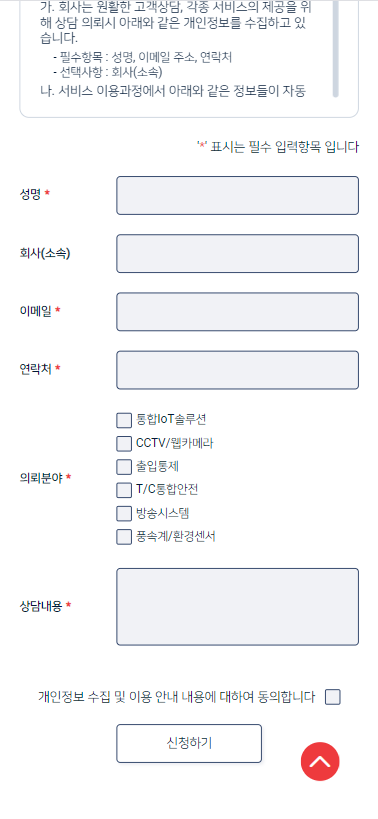 가. 회사는 원활한 고객상담, 각종 서비스의 제공을 위
해 상담 의뢰시 아래와 같은 개인정보를 수집하고 있
습니다.
- 필수항목 : 성명, 이메일 주소, 연락처
- 선택사항 : 회사(소속)
나. 서비스 이용과정에서 아래와 같은 정보들이 자동
'*' 표시는 필수 입력항목 입니다
성명 *
회사(소속)
이메일 *
연락처 *
의뢰분야 *
통합IoT솔루션
CCTV/웹카메라
출입통제
T/C통합안전
방송시스템
풍속계/환경센서
상담내용 *
개인정보 수집 및 이용 안내 내용에 대하여 동의합니다
신청하기